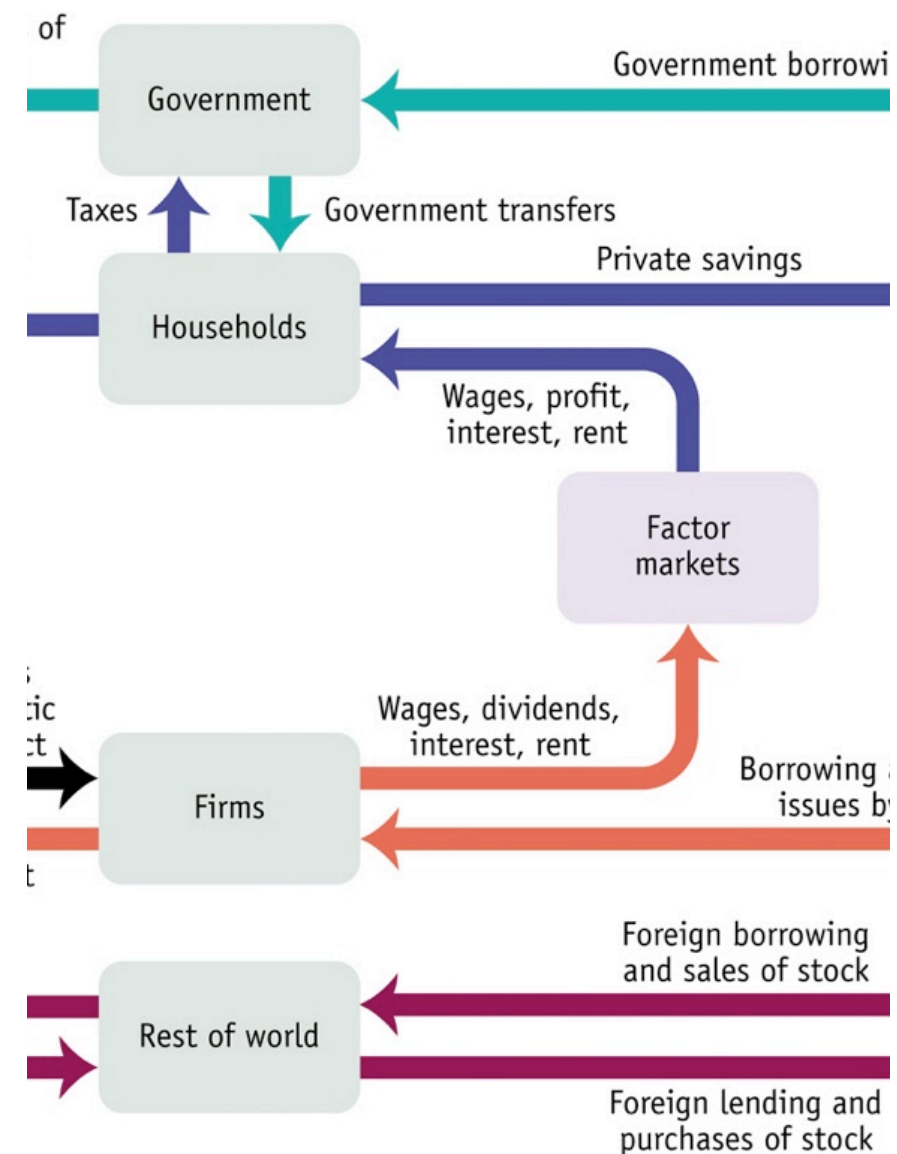 of
Government
Government borrowi
Taxes
Government transfers
Private savings
Households
Wages, profit,
interest, rent
Factor
markets
tic
ct
Wages, dividends,
interest, rent
Firms
Borrowing
issues by
t
Foreign borrowing
and sales of stock
Rest of world
Foreign lending and
purchases of stock